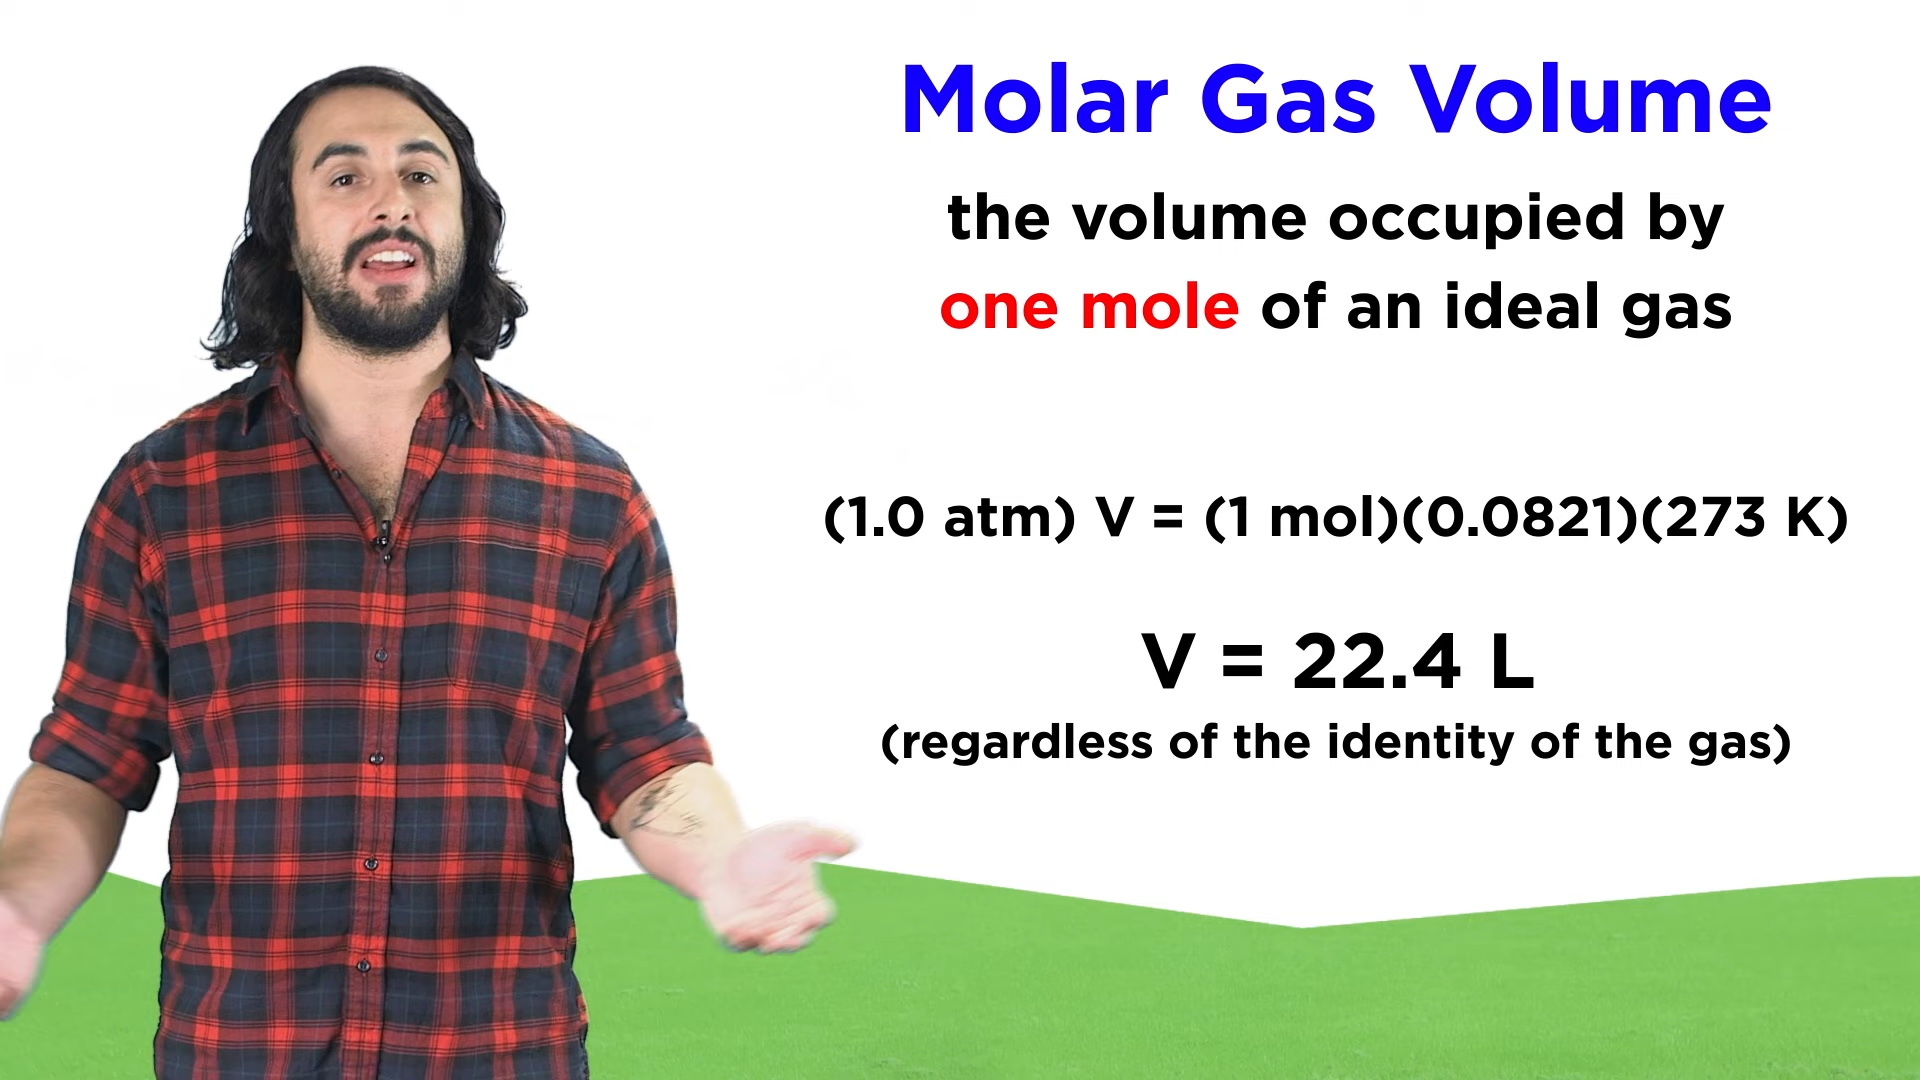 Molar Gas Volume
the volume occupied by
one mole of an ideal gas
(1.0 atm) V = (1 mol)(0.0821)(273 K)
V = 22.4 L
(regardless of the identity of the gas)